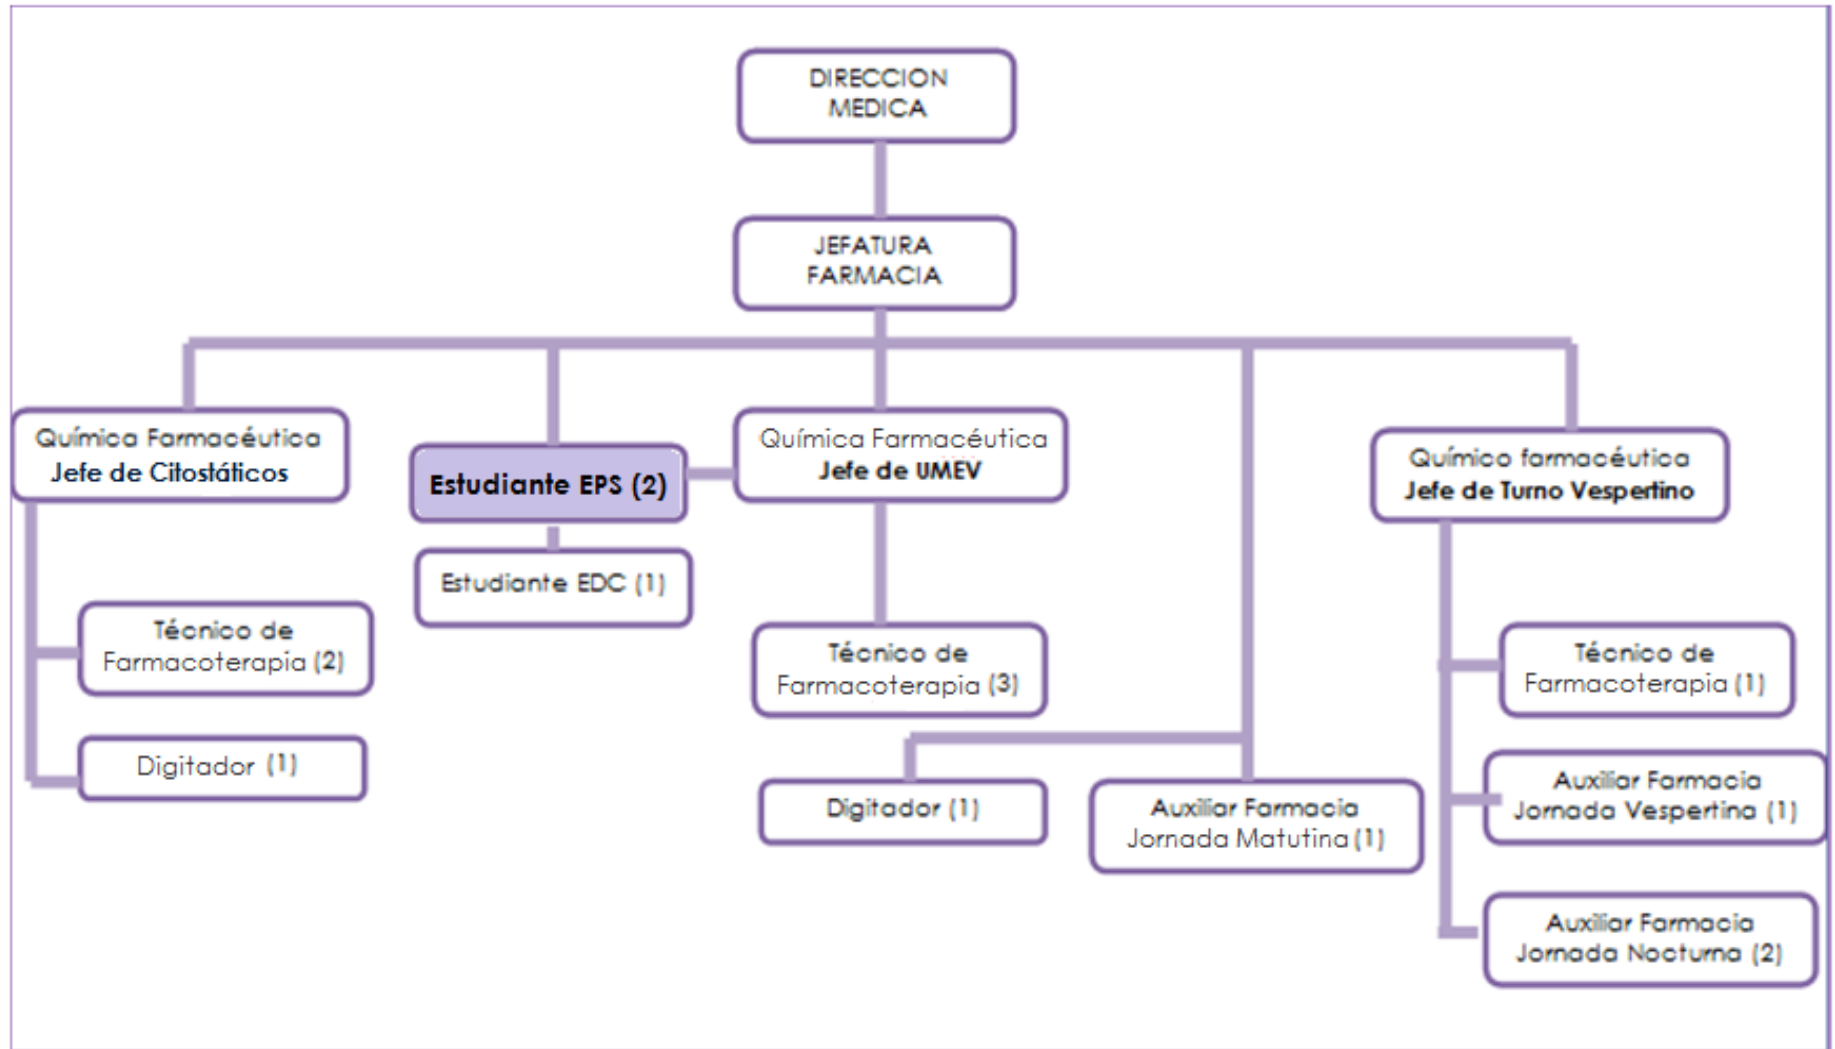 DIRECCION
MEDICA
JEFATURA
FARMACIA
Química Farmacéutica
Jefe de Citostáticos
Estudiante EPS (2)
Química Farmacéutica
Jefe de UMEV
Químico farmacéutica
Jefe de Turno Vespertino
Estudiante EDC (1)
Técnico de
Farmacoterapia (2)
Digitador (1)
Técnico de
Farmacoterapia (3)
Digitador (1)
Auxiliar Farmacia
Jornada Matutina (1)
Técnico de
Farmacoterapia (1)
Auxiliar Farmacia
Jornada Vespertina (1)
Auxiliar Farmacia
Jornada Nocturna (2)